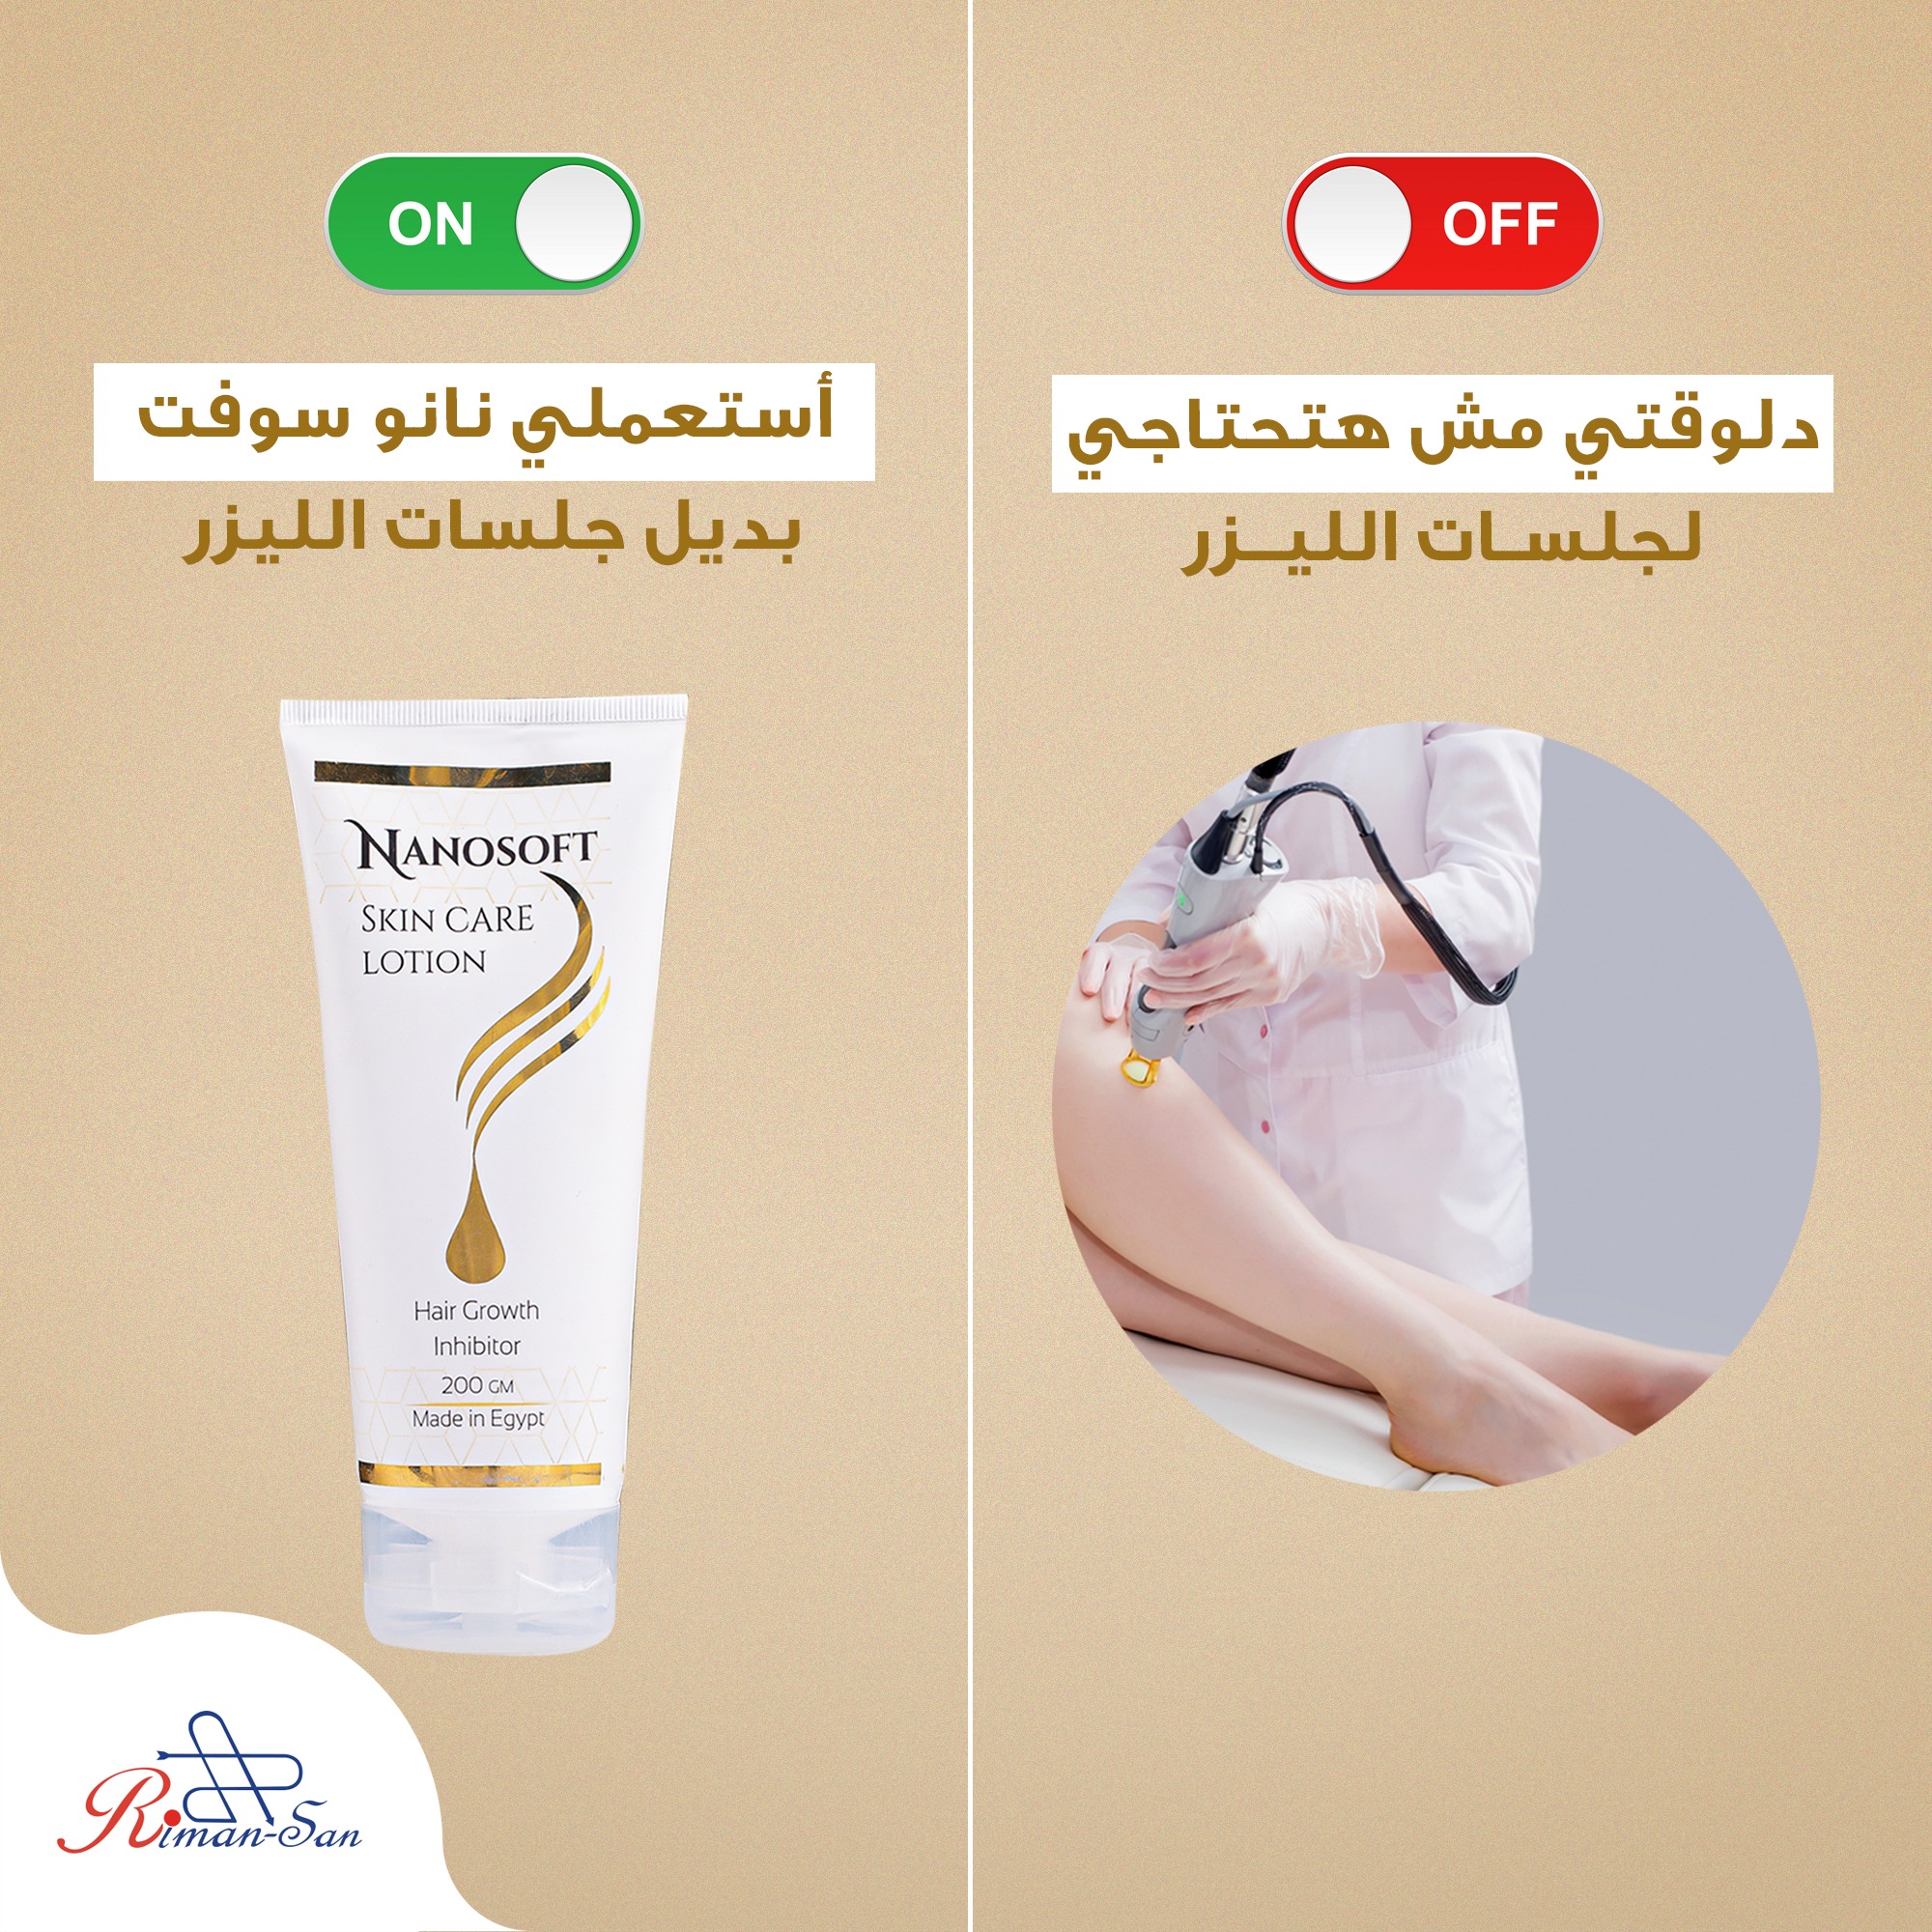 OFF
دلوقتي مش هتحتاجي
لجلسات الليزر
ON
أستعملي نانو سوفت
بديل جلسات الليزر
NANOSOFT
SKIN CARE
LOTION
Hair Growth
Inhibitor
200 GM
Made in Egypt
Riman-San